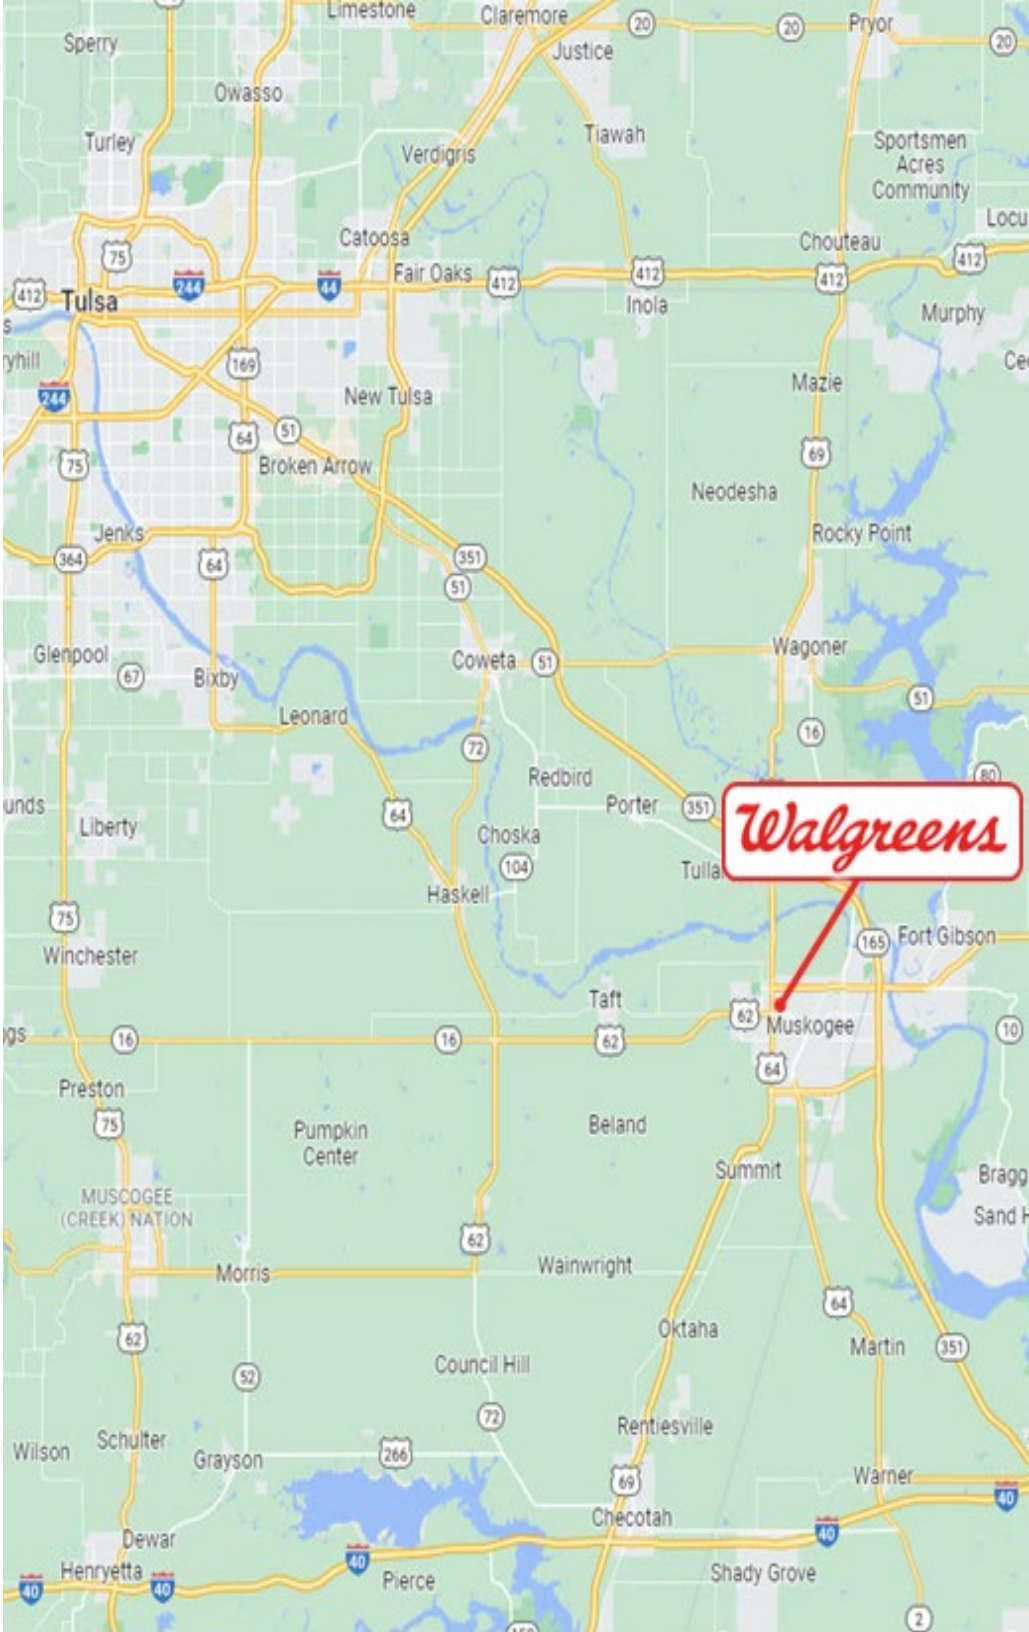 Limestone
Claremore
20
20
Pryor
20
Sperry
Justice
Owasso
Turley
Verdigris
Tiawah
Sportsmen
Acres
Community
Catoosa
Chouteau
75
Fair Oaks
412
412
412
412
412
244
44
Tulsa
Inola
Murphy
169
244
New Tulsa
Mazie
64
51
75
Broken Arrow
69
Neodesha
Jenks
Rocky Point
364
64
351
51
Glenpool
67
Bixby
Coweta
51
Wagoner
51
Leonard
16
72
Redbird
80
Porter
351
64
Liberty
Choska
Walgreens
104
Haskell
75
Winchester
165
Fort Gibson
Taft
62
Muskogee
16
16
62
10
64
Preston
75
Pumpkin
Center
Beland
Summit
MUSCOGEE
(CREEK) NATION
62
Wainwright
Morris
64
Oktaha
62
Martin
351
Council Hill
52
72
Rentiesville
Wilson
Schulter
Grayson
266
69
Warner
40
Checotah
40
Dewar
Henryetta
40
40
40
Pierce
Shady Grove
2